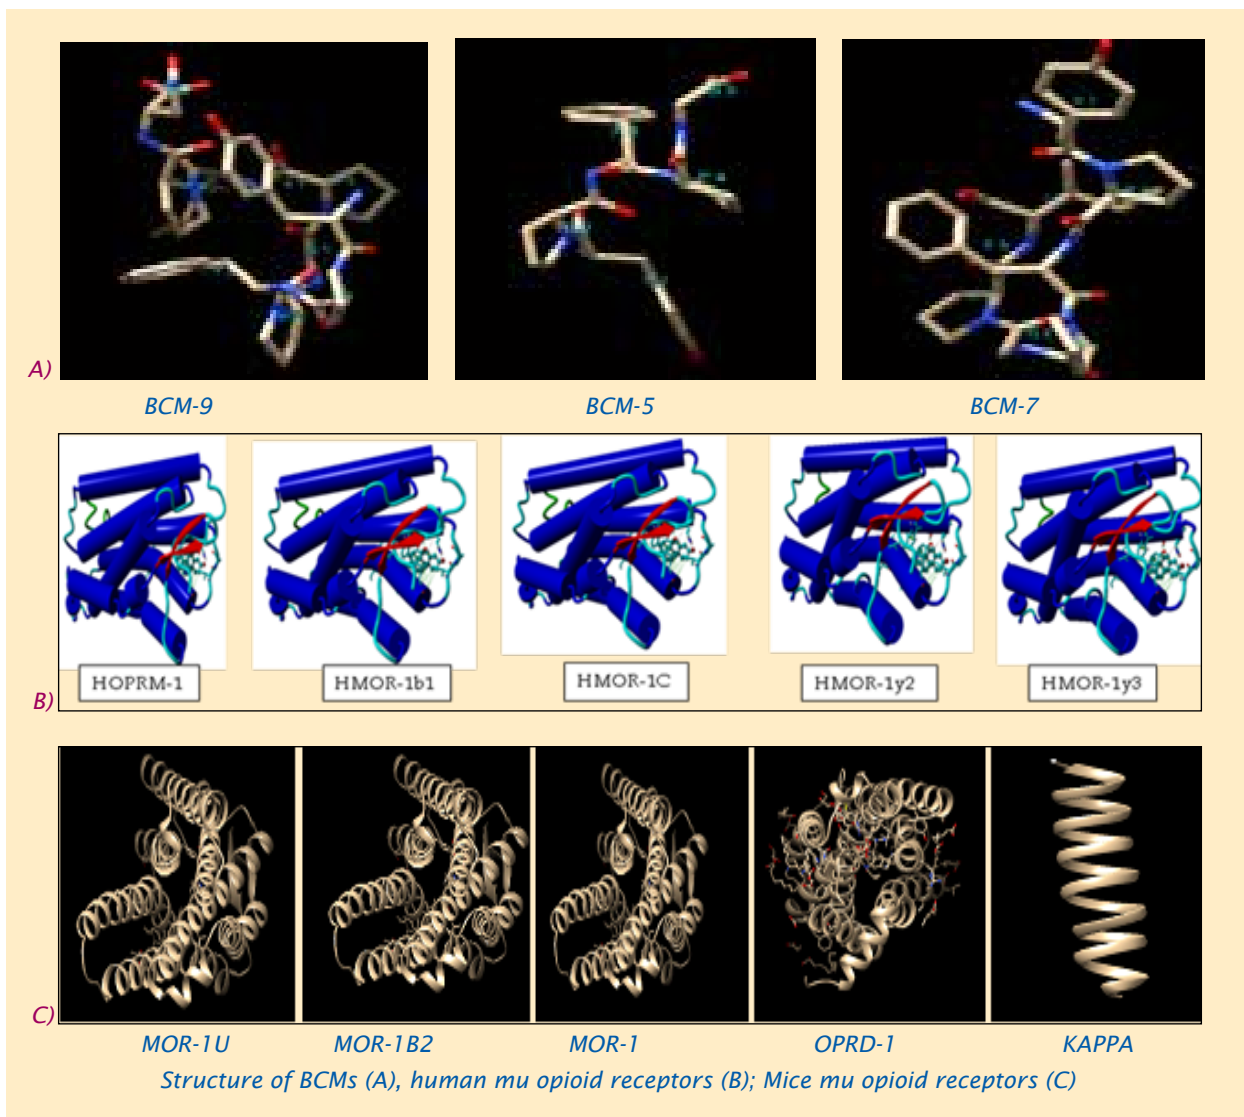 A)
BCM-9 BCM-5 BCM-7
HOPRM-1 HMOR-1b1 HMOR-1C HMOR-1y2 HMOR-1y3
B)
C)
MOR-1U MOR-1B2 MOR-1 OPRD-1 KAPPA
Structure of BCMs (A), human mu opioid receptors (B); Mice mu opioid receptors (C)